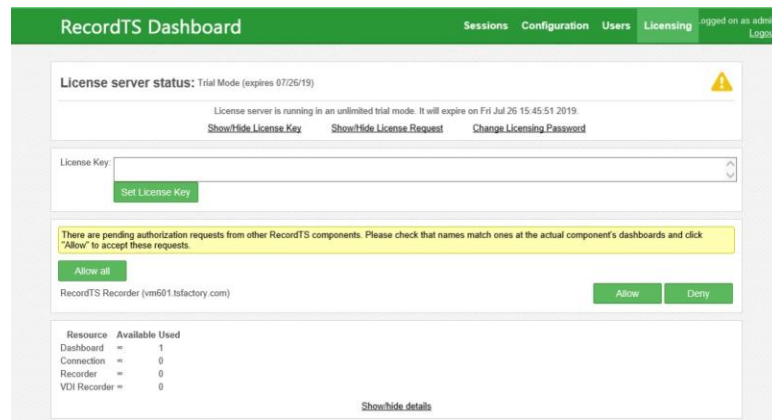 RecordTS Dashboard
Sessions Configuration Users Licensing
ogged on as admi
Logou
License server status: Trial Mode (expires 07/26/19)
License server is running in an unlimited trial mode. It will expire on Fri Jul 26 15:45:51 2019.
Show/Hide License Key Show/Hide License Request Change Licensing Password
License Key:
Set License Key
There are pending authorization requests from other RecordTS components. Please check that names match ones at the actual component's dashboards and click
"Allow" to accept these requests.
Allow all
RecordTS Recorder (vm601.tsfactory.com) Allow Deny
Resource Available Used
Dashboard ∞ 1
Connection ∞ 0
Recorder ∞ 0
VDI Recorder ∞ 0
Show/hide details